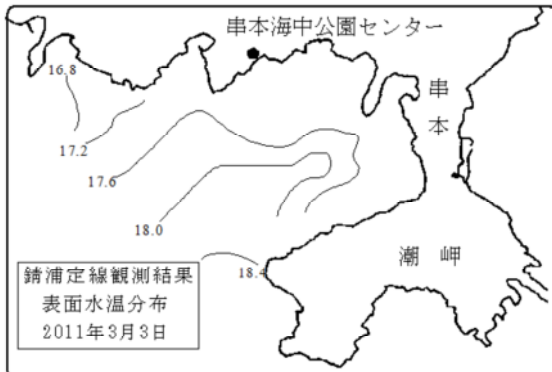 串本海中公園センター
16.8
串
本
17.2
17.6
18.0
潮岬
18.4
錆浦定線観測結果
表面水温分布
2011年3月3日